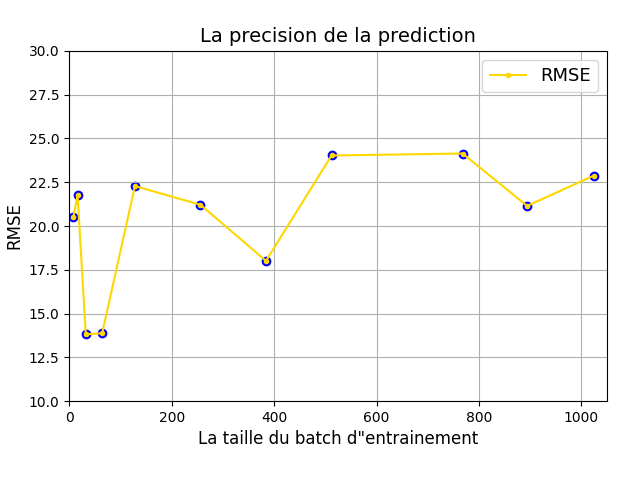 La precision de la prediction
RMSE
30.0
27.5
25.0
22.5
20.0
17.5
15.0
12.5
10.0
RMSE
0 200 400 600 800 1000
La taille du batch d"entrainement